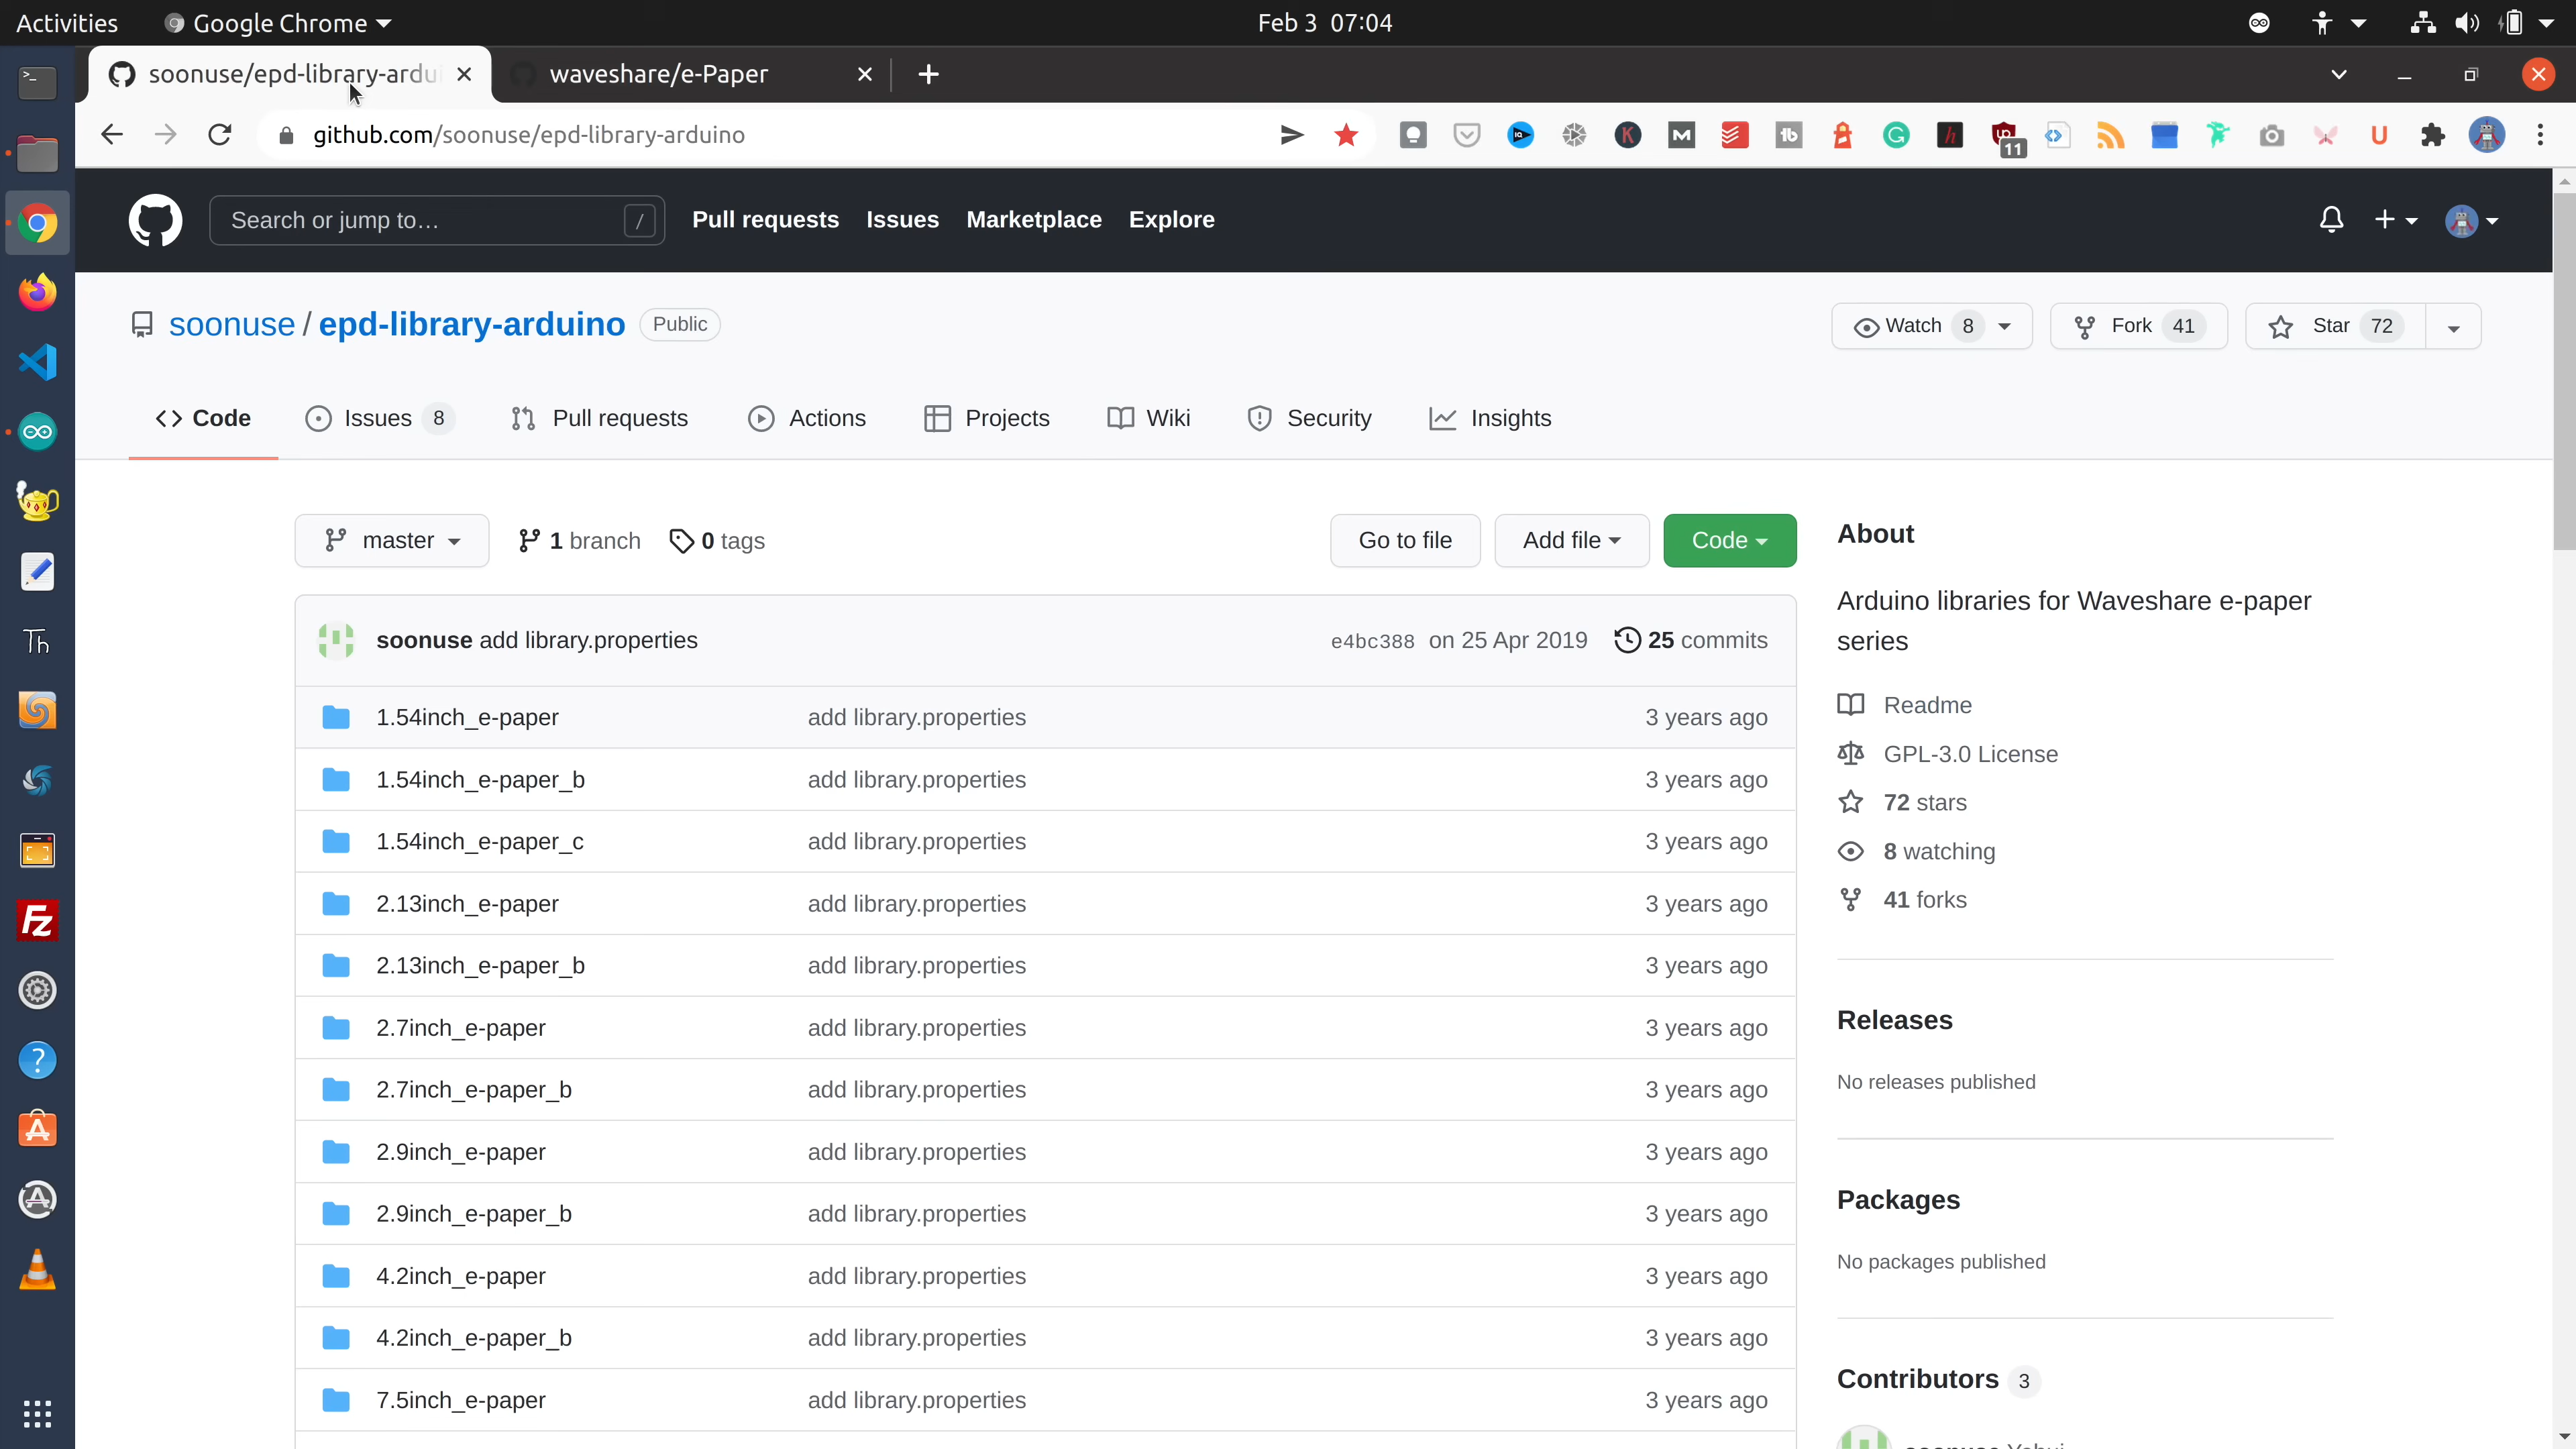 Activities
Google Chrome
Feb 3 07:04
soonuse/epd-library-ardui
waveshare/e-Paper
github.com/soonuse/epd-library-arduino
11
Search or jump to…
/
Pull requests
Issues
Marketplace
Explore
soonuse / epd-library-arduino
Public
Watch 8
Fork 41
Star 72
Code
Issues 8
Pull requests
Actions
Projects
Wiki
Security
Insights
master
1 branch
0 tags
Go to file
Add file
Code
soonuse add library.properties
e4bc388 on 25 Apr 2019
25 commits
1.54inch_e-paper add library.properties 3 years ago
1.54inch_e-paper_b add library.properties 3 years ago
1.54inch_e-paper_c add library.properties 3 years ago
2.13inch_e-paper add library.properties 3 years ago
2.13inch_e-paper_b add library.properties 3 years ago
2.7inch_e-paper add library.properties 3 years ago
2.7inch_e-paper_b add library.properties 3 years ago
2.9inch_e-paper add library.properties 3 years ago
2.9inch_e-paper_b add library.properties 3 years ago
4.2inch_e-paper add library.properties 3 years ago
4.2inch_e-paper_b add library.properties 3 years ago
7.5inch_e-paper add library.properties 3 years ago
About
Arduino libraries for Waveshare e-paper
series
Readme
GPL-3.0 License
72 stars
8 watching
41 forks
Releases
No releases published
Packages
No packages published
Contributors 3